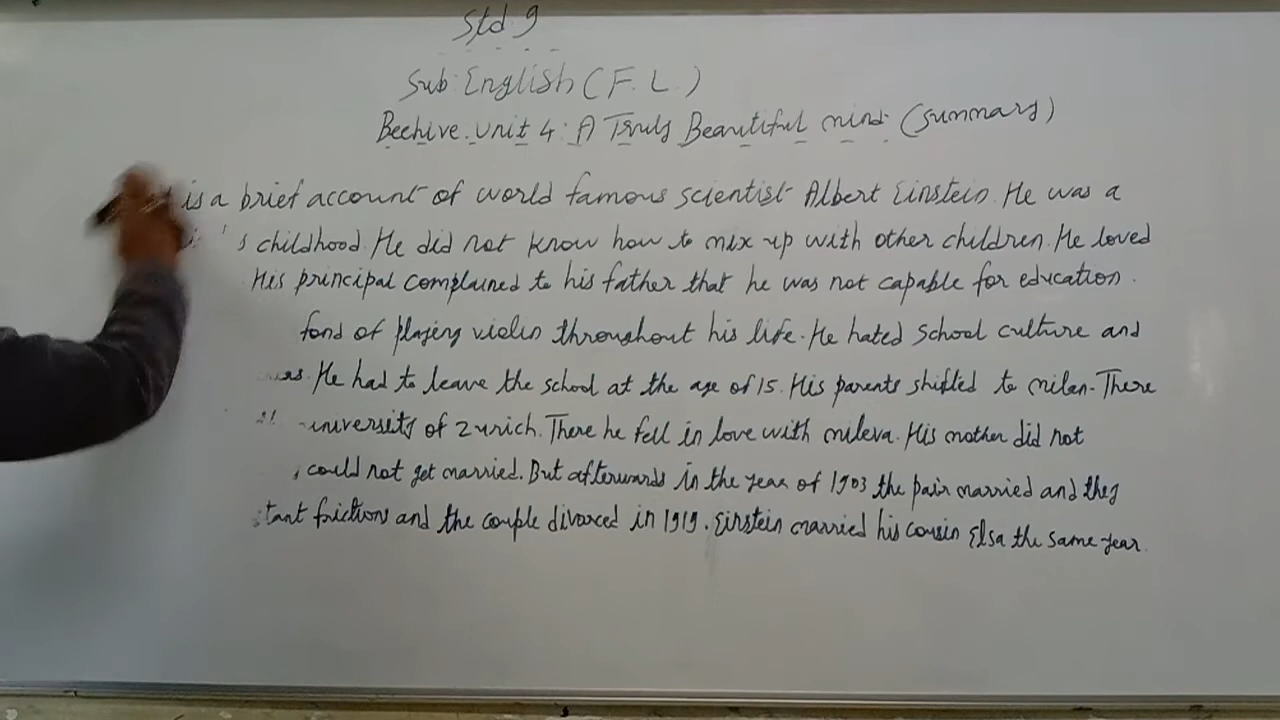 Std 9
Sub: English (F. L.)
Beehive. Unit 4: A Truly Beautiful mind (summary)
is a brief account of world famous scientist Albert Einstein. He was a
's childhood. He did not know how to mix up with other children. He loved
His principal complained to his father that he was not capable for education.
fond of playing violin throughout his life. He hated school culture and
He had to leave the school at the age of 15. His parents shifted to milan. There
university of Zurich. There he fell in love with mileva. His mother did not
could not get married. But afterwards in the year of 1903 the pair married and they
frictions and the couple divorced in 1919. Einstein married his cousin Elsa the same year.